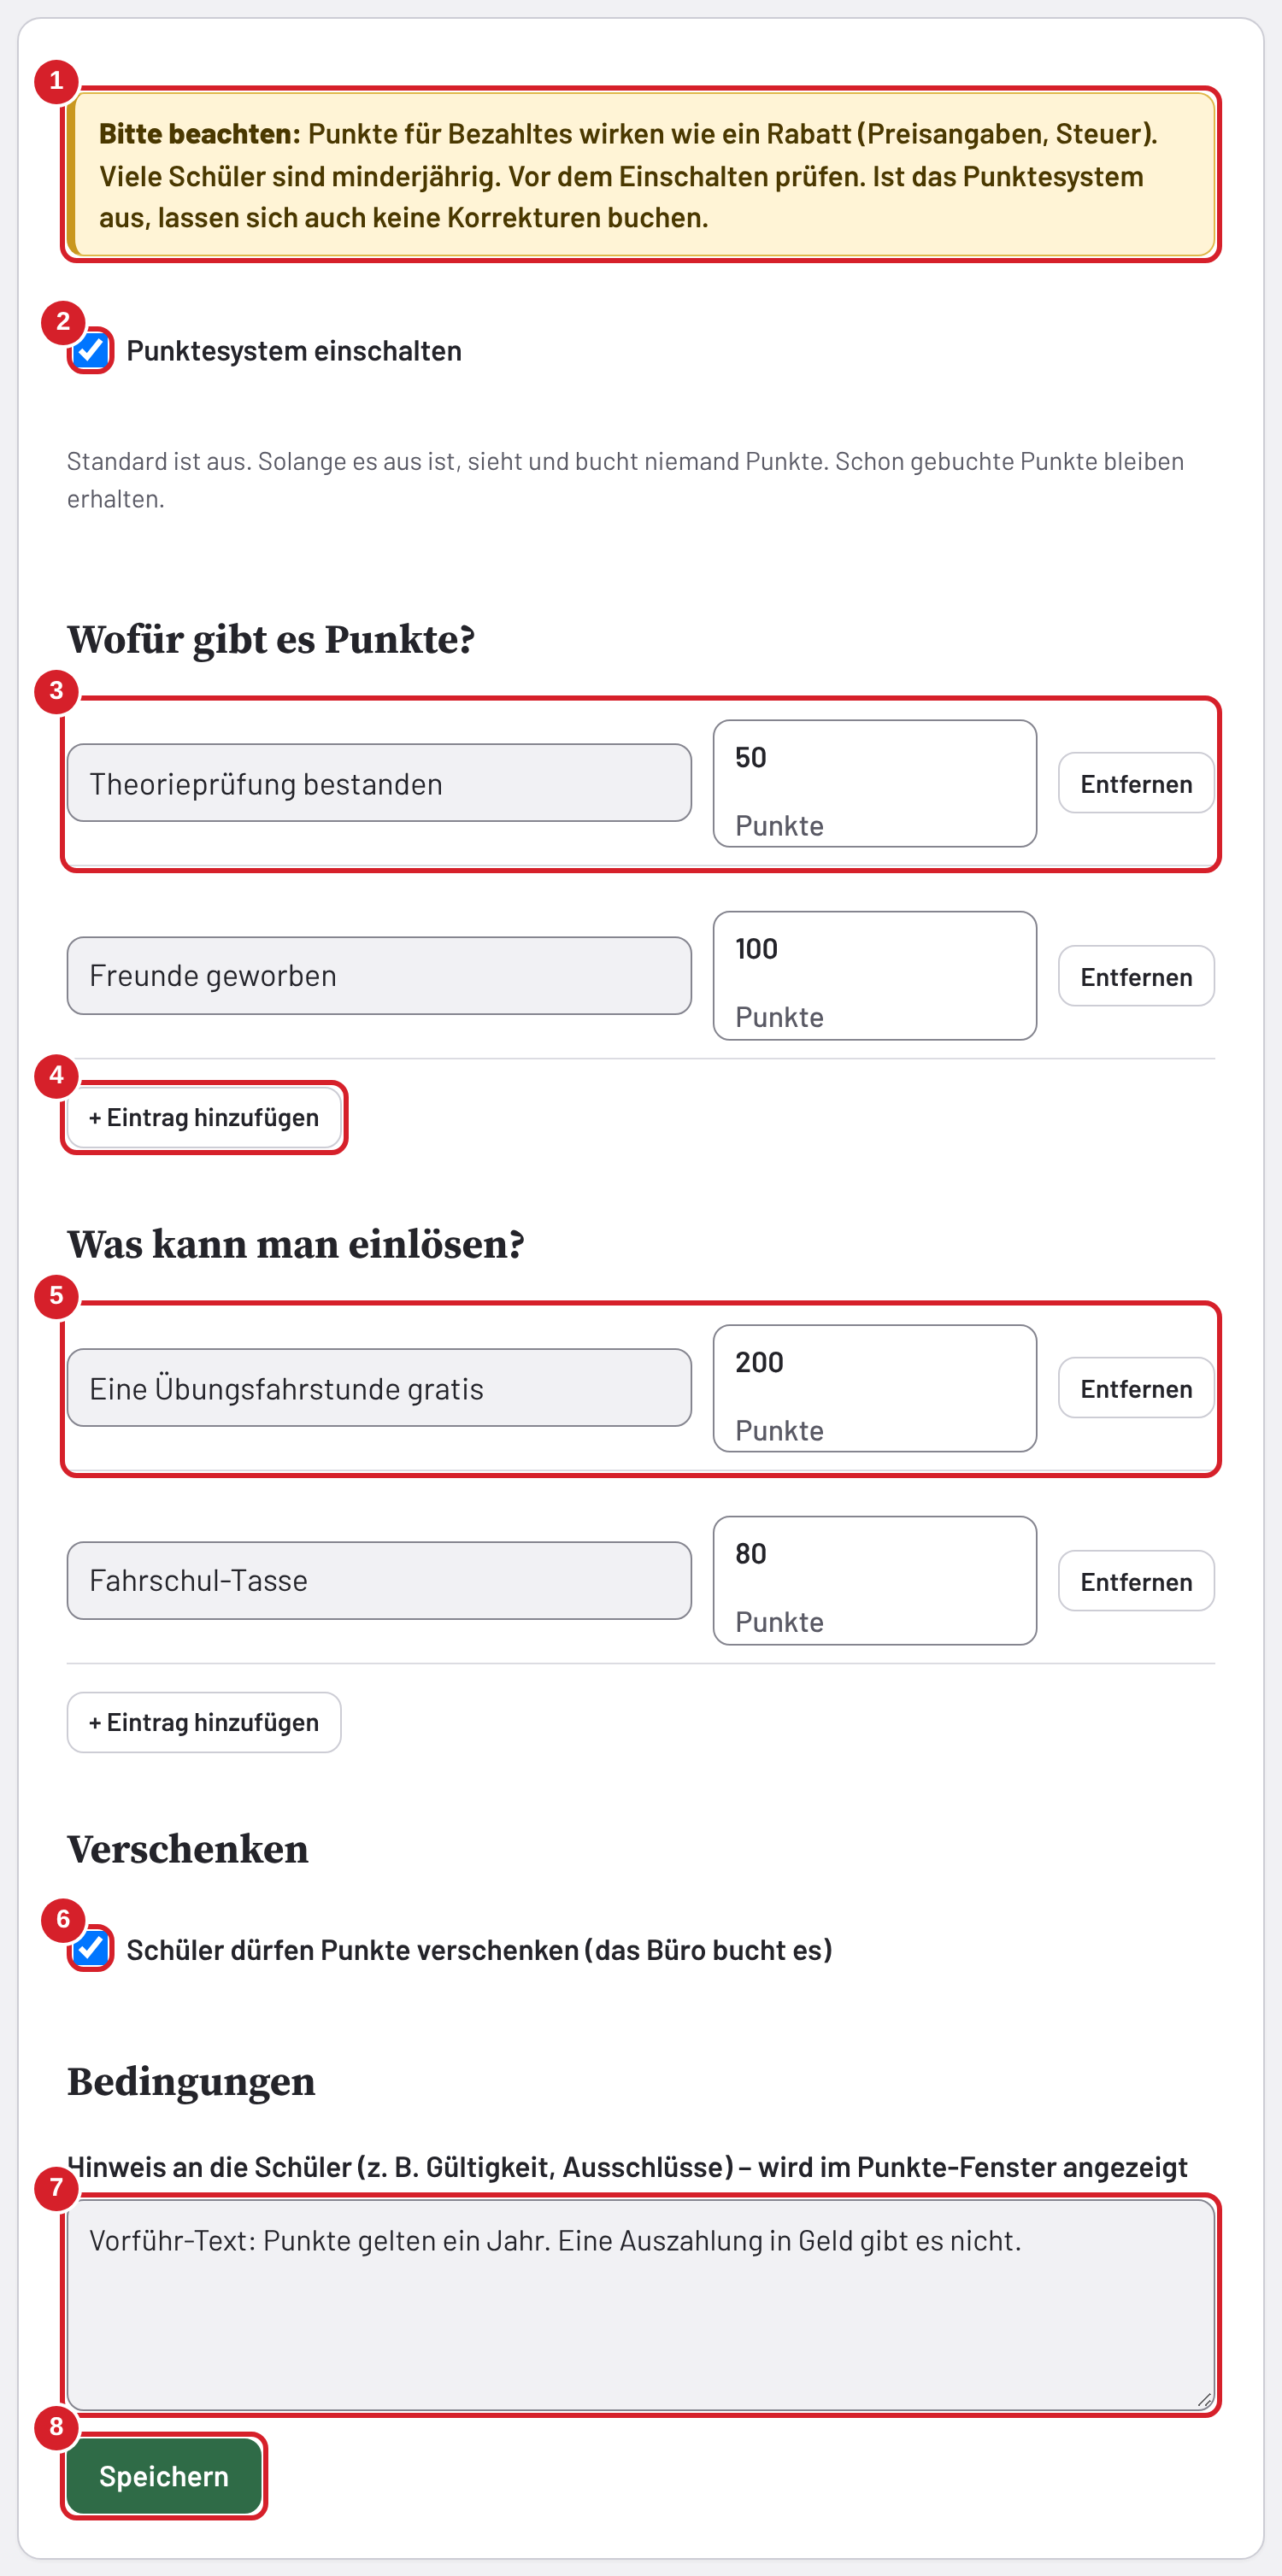 1
Bitte beachten: Punkte für Bezahltes wirken wie ein Rabatt (Preisangaben, Steuer).
Viele Schüler sind minderjährig. Vor dem Einschalten prüfen. Ist das Punktesystem
aus, lassen sich auch keine Korrekturen buchen.
2
Punktesystem einschalten
Standard ist aus. Solange es aus ist, sieht und bucht niemand Punkte. Schon gebuchte Punkte bleiben
erhalten.
Wofür gibt es Punkte?
3
Theorieprüfung bestanden
50
Punkte
Entfernen
Freunde geworben
100
Punkte
Entfernen
4
+ Eintrag hinzufügen
Was kann man einlösen?
5
Eine Übungsfahrstunde gratis
200
Punkte
Entfernen
Fahrschul-Tasse
80
Punkte
Entfernen
+ Eintrag hinzufügen
Verschenken
6
Schüler dürfen Punkte verschenken (das Büro bucht es)
Bedingungen
Hinweis an die Schüler (z. B. Gültigkeit, Ausschlüsse) – wird im Punkte-Fenster angezeigt
7
Vorführ-Text: Punkte gelten ein Jahr. Eine Auszahlung in Geld gibt es nicht.
8
Speichern